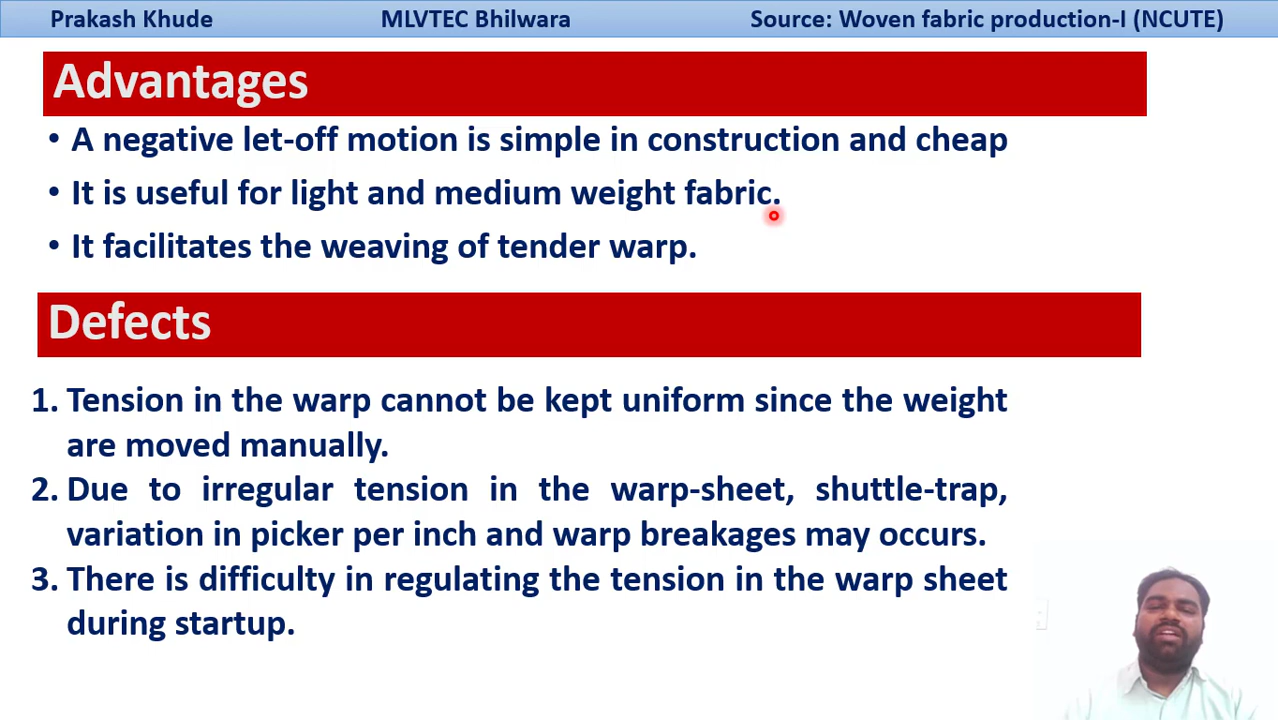 Prakash Khude MLVTEC Bhilwara Source: Woven fabric production-I (NCUTE)
Advantages
• A negative let-off motion is simple in construction and cheap
• It is useful for light and medium weight fabric.
• It facilitates the weaving of tender warp.
Defects
1. Tension in the warp cannot be kept uniform since the weight
are moved manually.
2. Due to irregular tension in the warp-sheet, shuttle-trap,
variation in picker per inch and warp breakages may occurs.
3. There is difficulty in regulating the tension in the warp sheet
during startup.